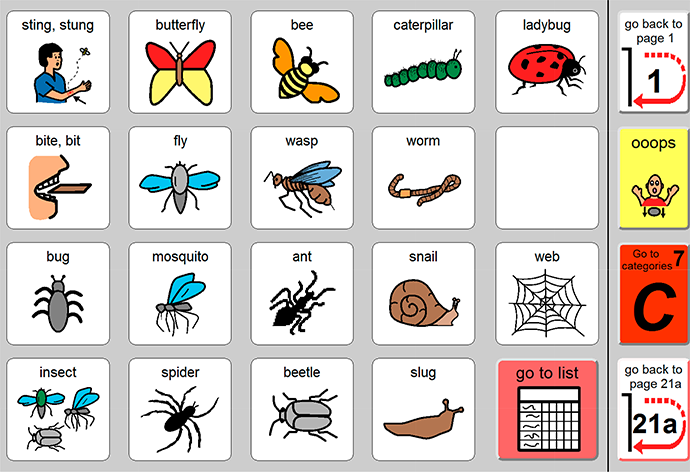 sting, stung
butterfly
bee
caterpillar
ladybug
go back to
page 1
1
bite, bit
fly
wasp
worm
ooops
bug
mosquito
ant
snail
web
Go to
categories 7
C
insect
spider
beetle
slug
go to list
go back to
page 21a
21a